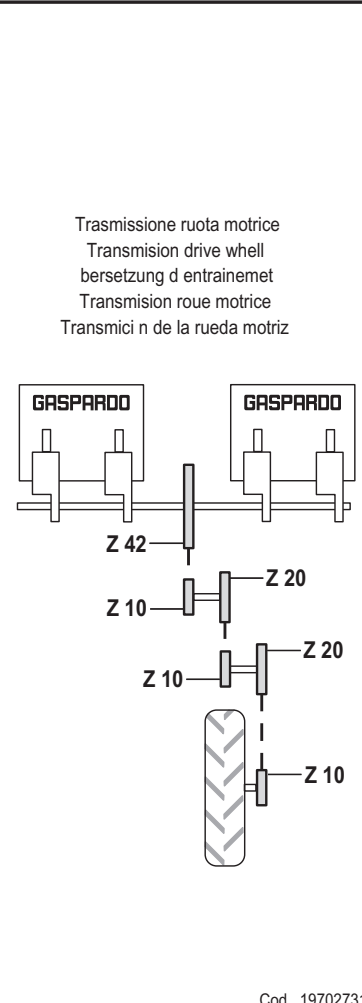 Trasmissione ruota motrice
Transmision drive whell
bersetzung d entrainemet
Transmision roue motrice
Transmici n de la rueda motriz
GASPARDO GASPARDO
Z 42
Z 20
Z 10
Z 20
Z 10
Z 10
Cod.